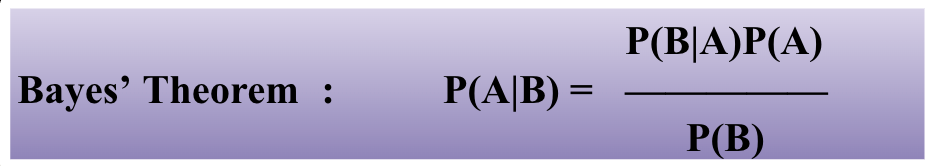 P(B|A)P(A)
Bayes’ Theorem : P(A|B) =
P(B)